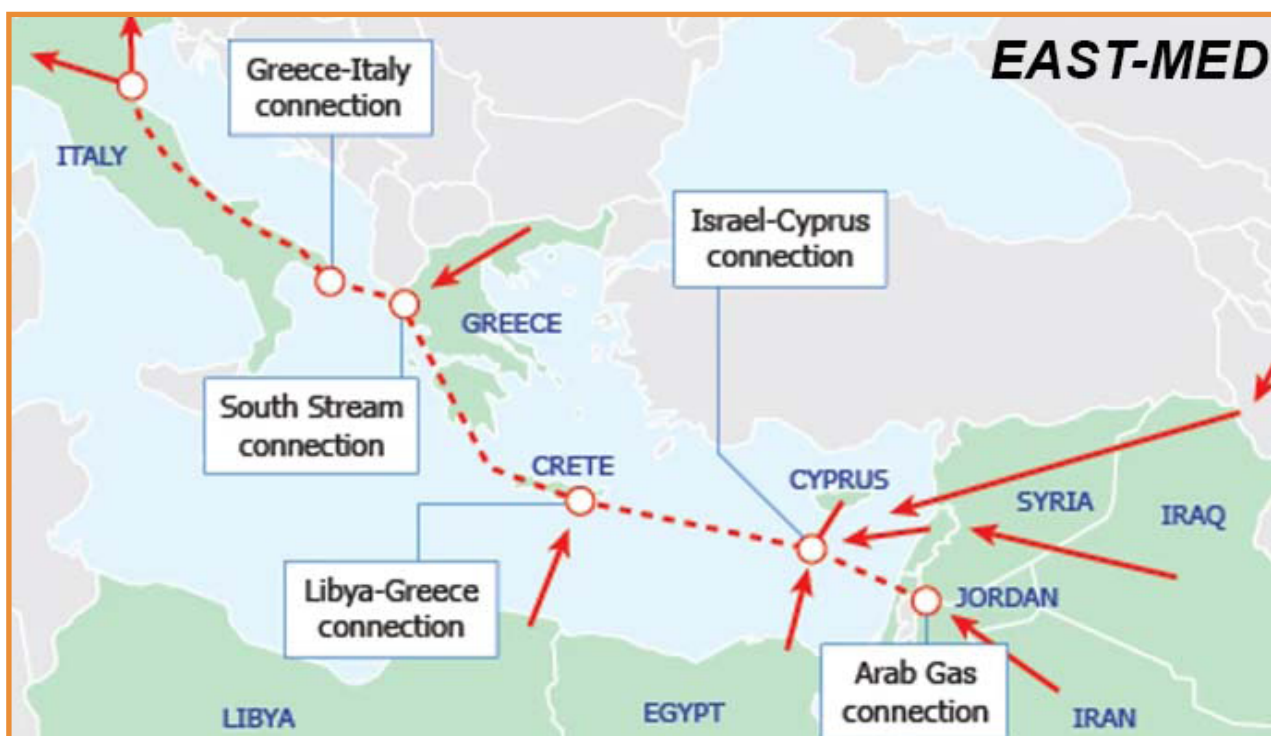 EAST-MED
Greece-Italy
connection
ITALY
Israel-Cyprus
connection
GREECE
South Stream
connection
CRETE
CYPRUS
SYRIA
IRAQ
Libya-Greece
connection
JORDAN
Arab Gas
connection
LIBYA
EGYPT
IRAN